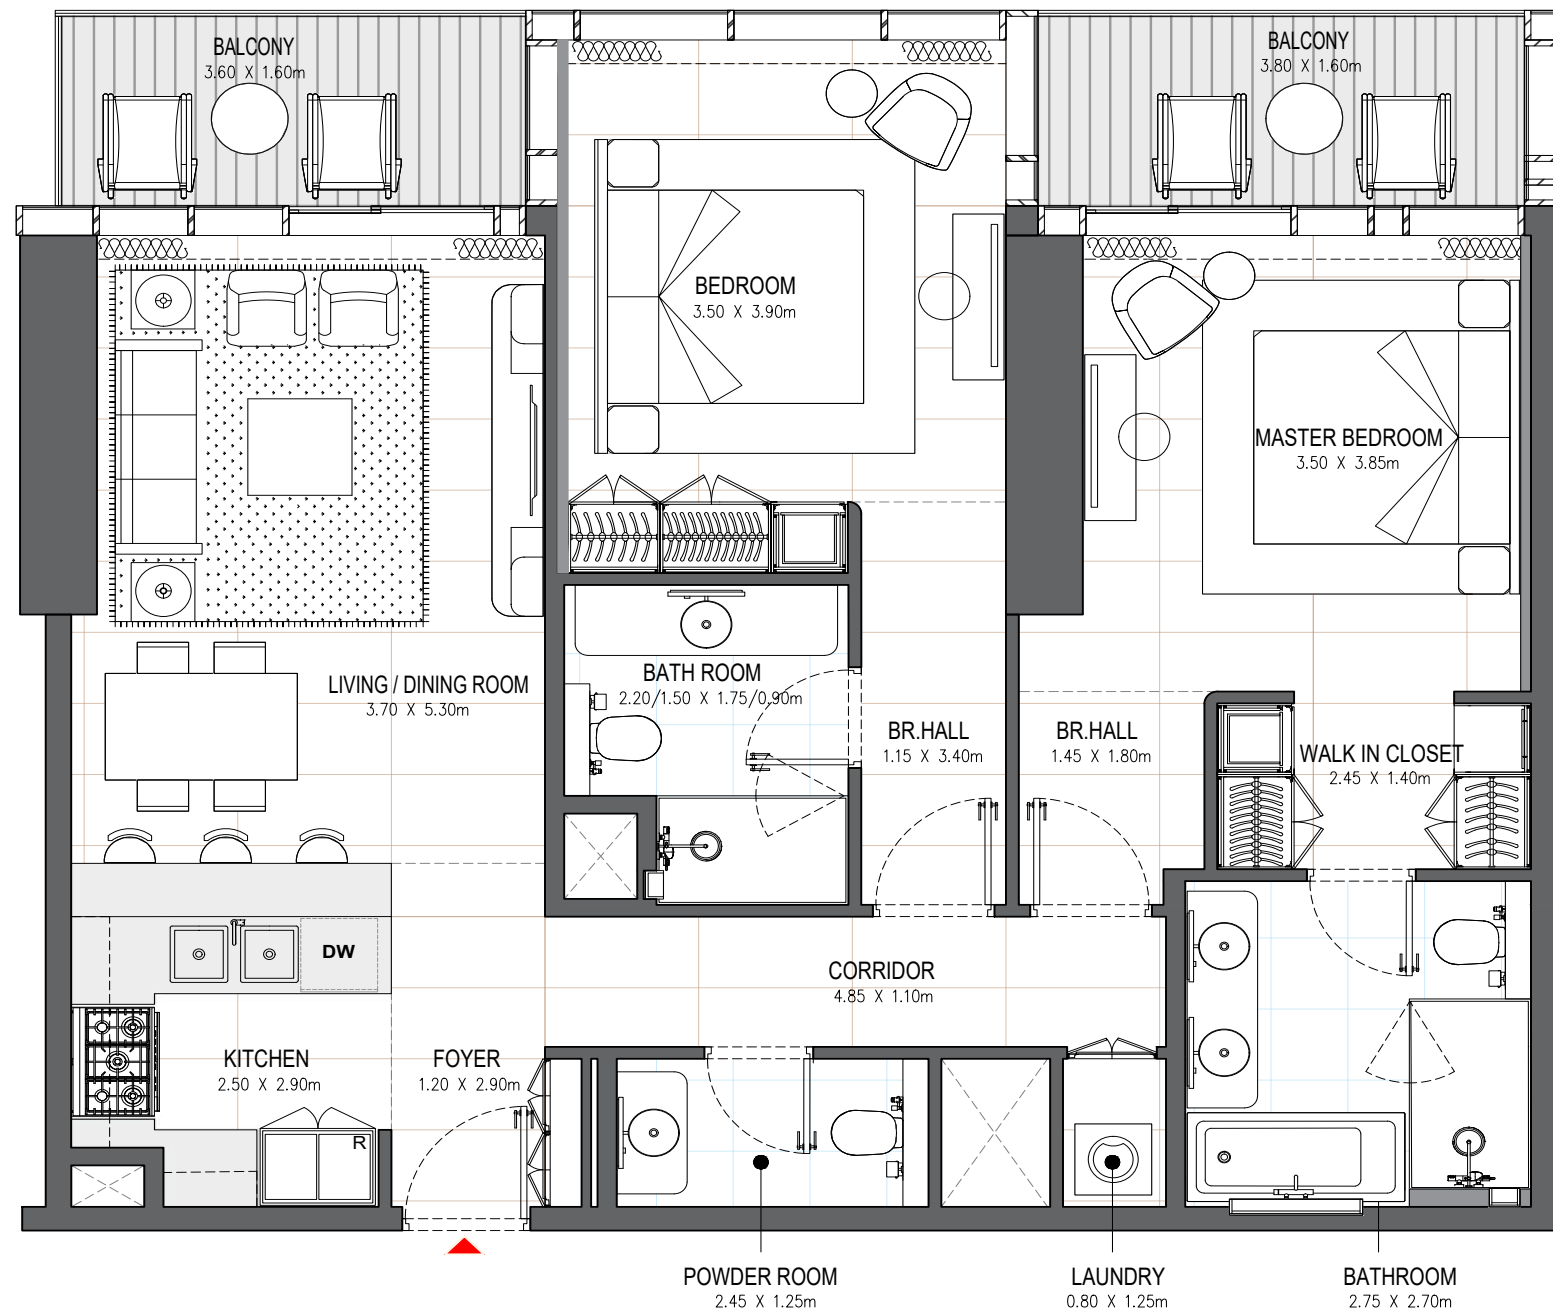 BALCONY
3.60 X 1.60m
BALCONY
3.80 X 1.60m
BEDROOM
3.50 X 3.90m
MASTER BEDROOM
3.50 X 3.85m
LIVING / DINING ROOM
3.70 X 5.30m
BATH ROOM
2.20/1.50 X 1.75/0.90m
BR.HALL
1.15 X 3.40m
BR.HALL
1.45 X 1.80m
WALK IN CLOSET
2.45 X 1.40m
DW
CORRIDOR
4.85 X 1.10m
KITCHEN
2.50 X 2.90m
FOYER
1.20 X 2.90m
R
POWDER ROOM
2.45 X 1.25m
LAUNDRY
0.80 X 1.25m
BATHROOM
2.75 X 2.70m